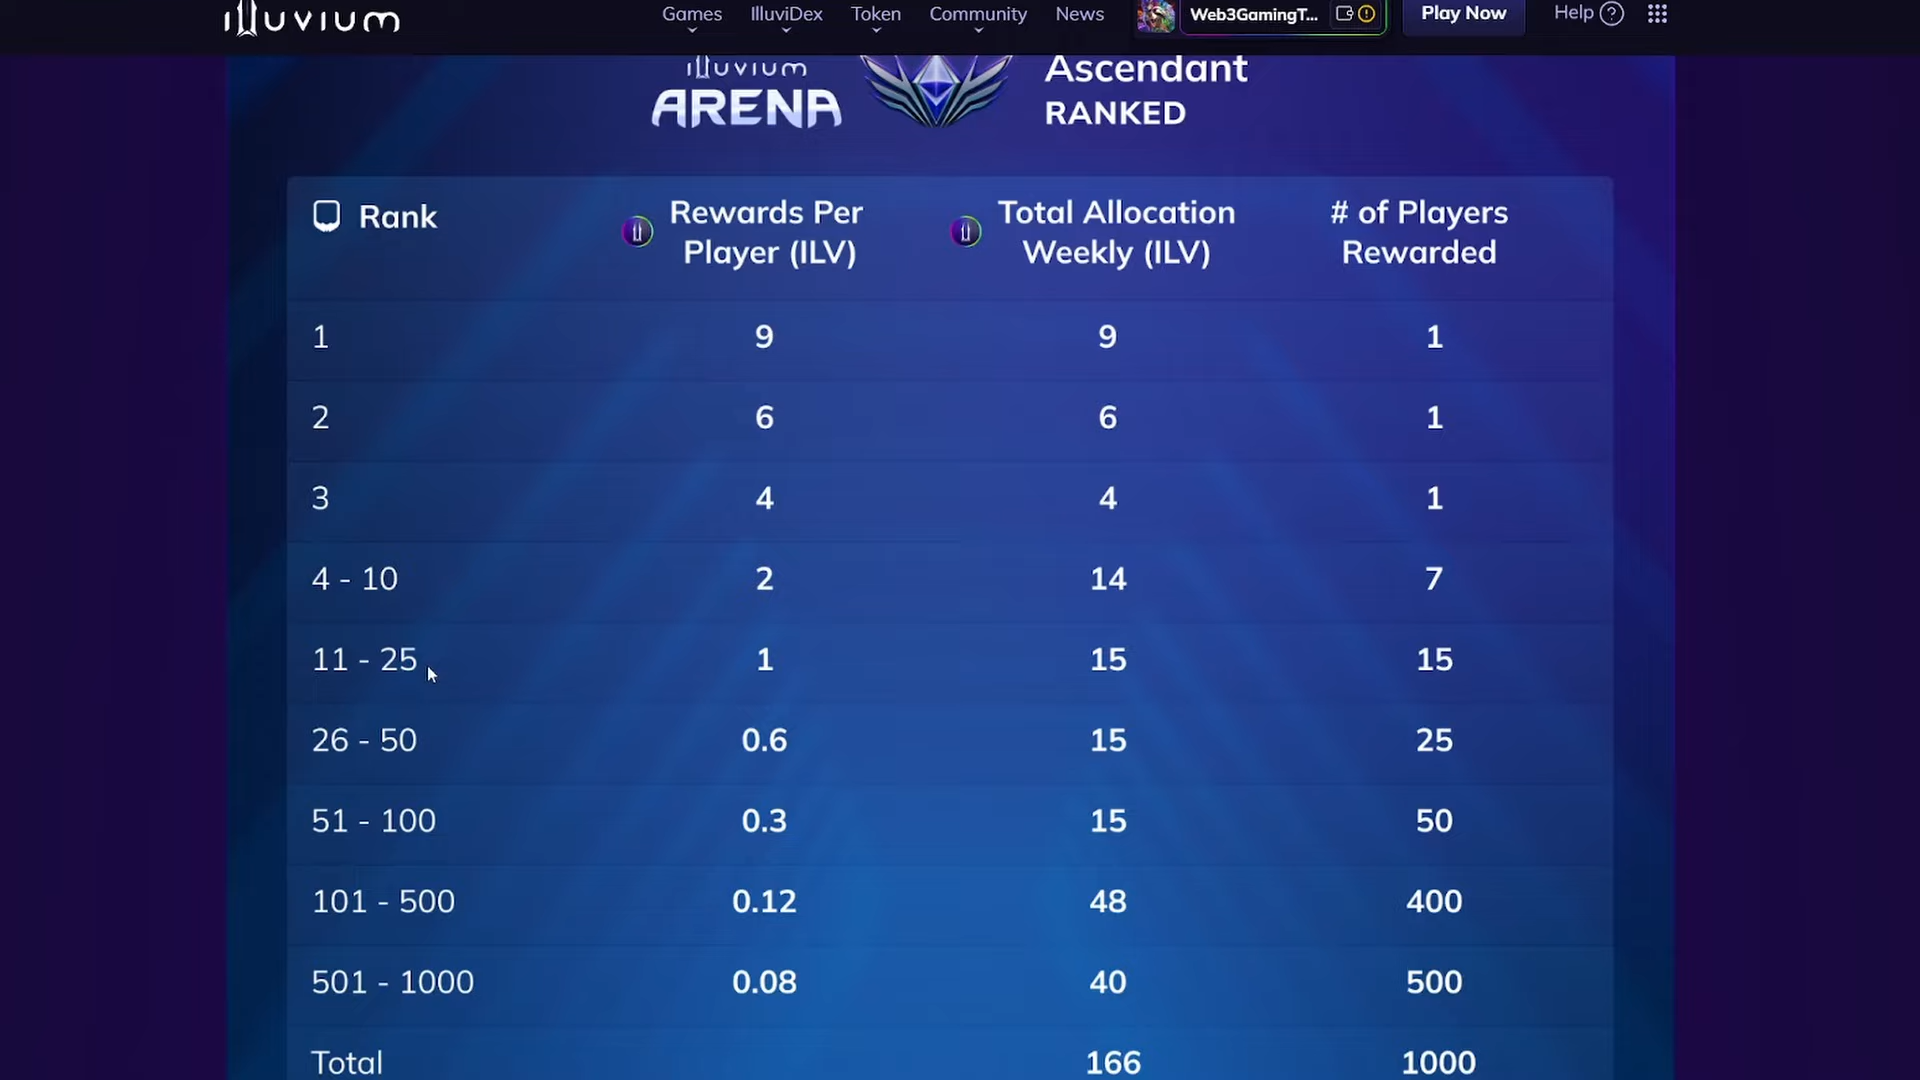 illuvium Games IlluviDex Token Community News Web3GamingT... Play Now Help ?
illuvium
ARENA
Ascendant
RANKED
Rank Rewards Per Player (ILV) Total Allocation Weekly (ILV) # of Players Rewarded
1 9 9 1
2 6 6 1
3 4 4 1
4 - 10 2 14 7
11 - 25 1 15 15
26 - 50 0.6 15 25
51 - 100 0.3 15 50
101 - 500 0.12 48 400
501 - 1000 0.08 40 500
Total 166 1000